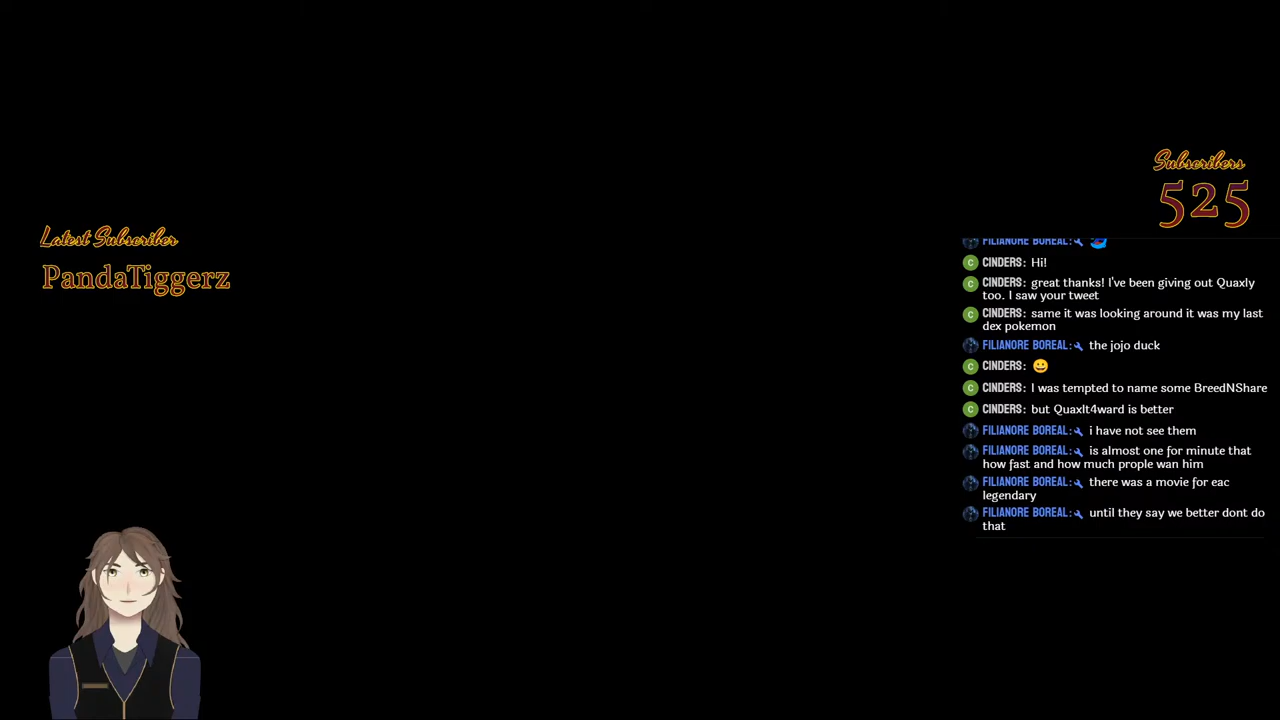 Subscribers
525
Latest Subscriber
PandaTiggerz
FILIANORE BOREAL:
CINDERS: Hi!
CINDERS: great thanks! I've been giving out Quaxly
too. I saw your tweet
CINDERS: same it was looking around it was my last
dex pokemon
FILIANORE BOREAL: the jojo duck
CINDERS: 😀
CINDERS: I was tempted to name some BreedNShare
CINDERS: but QuaxIt4ward is better
FILIANORE BOREAL: i have not see them
FILIANORE BOREAL: is almost one for minute that
how fast and how much prople wan him
FILIANORE BOREAL: there was a movie for eac
legendary
FILIANORE BOREAL: until they say we better dont do
that